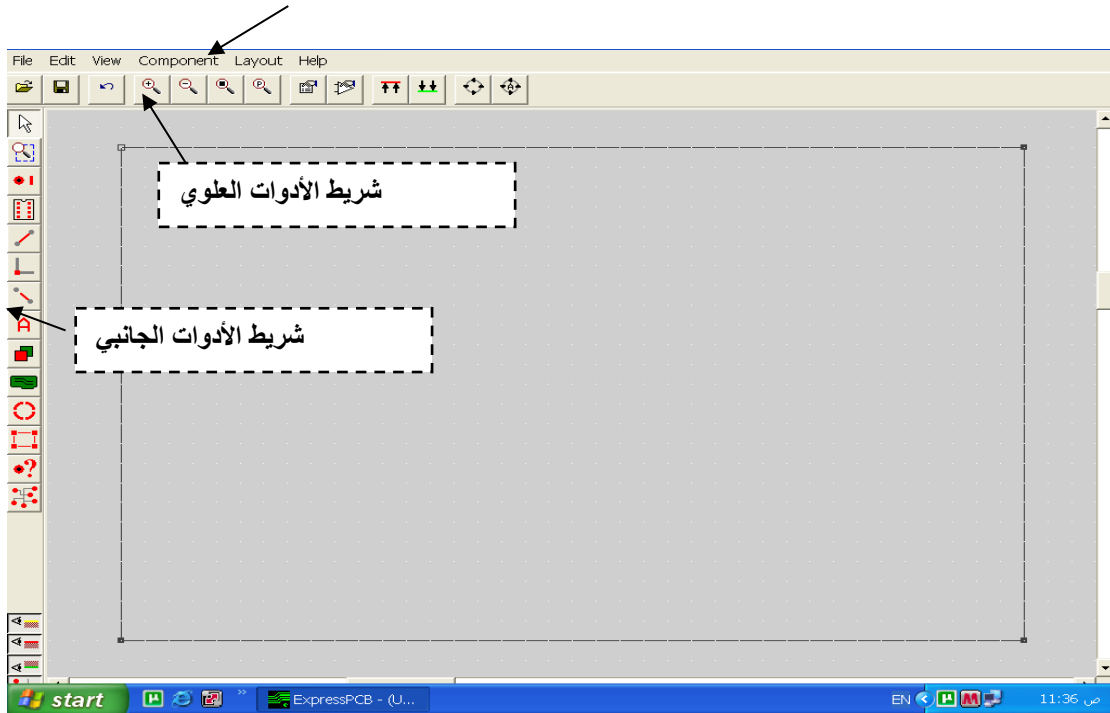 File Edit View Component Layout Help
شريط الأدوات العلوي
شريط الأدوات الجانبي
start
ExpressPCB - (U...
EN
11:36 ص